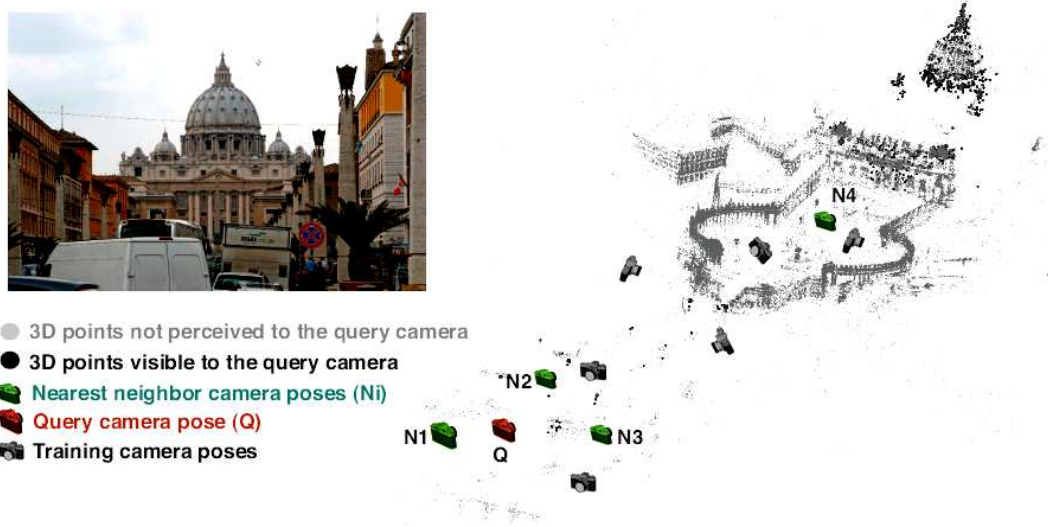 3D points not perceived to the query camera
3D points visible to the query camera
Nearest neighbor camera poses (Ni)
Query camera pose (Q)
Training camera poses
N4
N2
N1
Q
N3